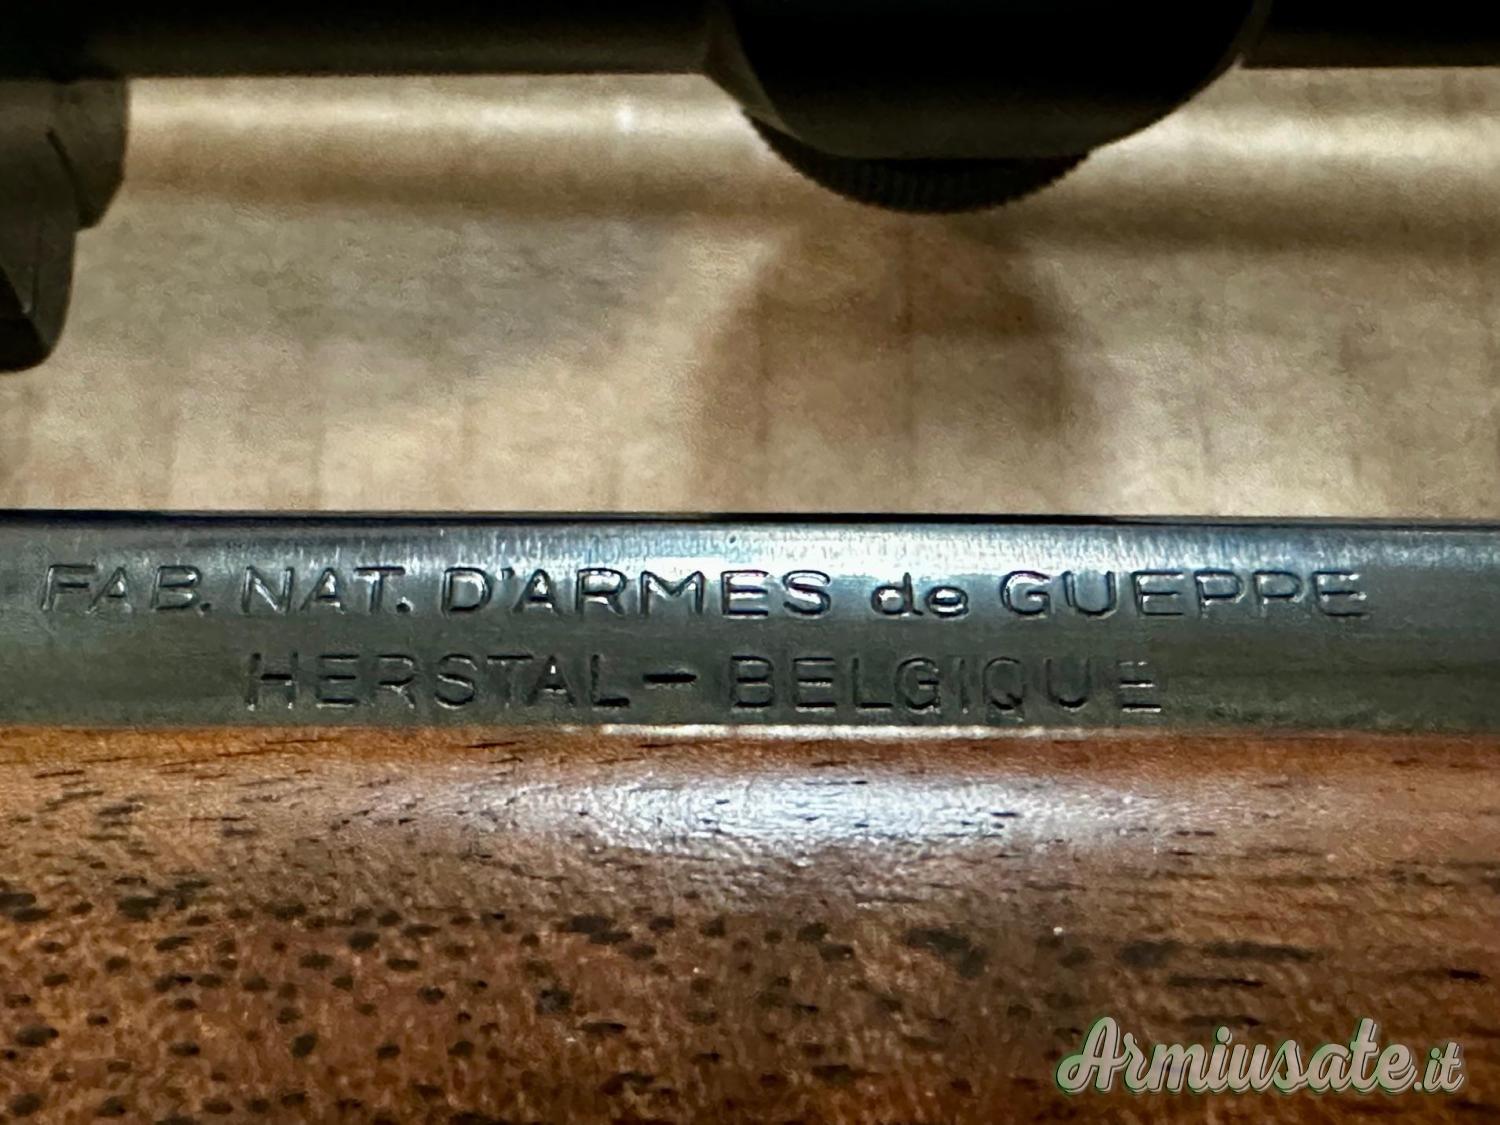 FAB. NAT. D'ARMES de GUEPPE
HERSTAL - BELGIQUE
Armiusate.it